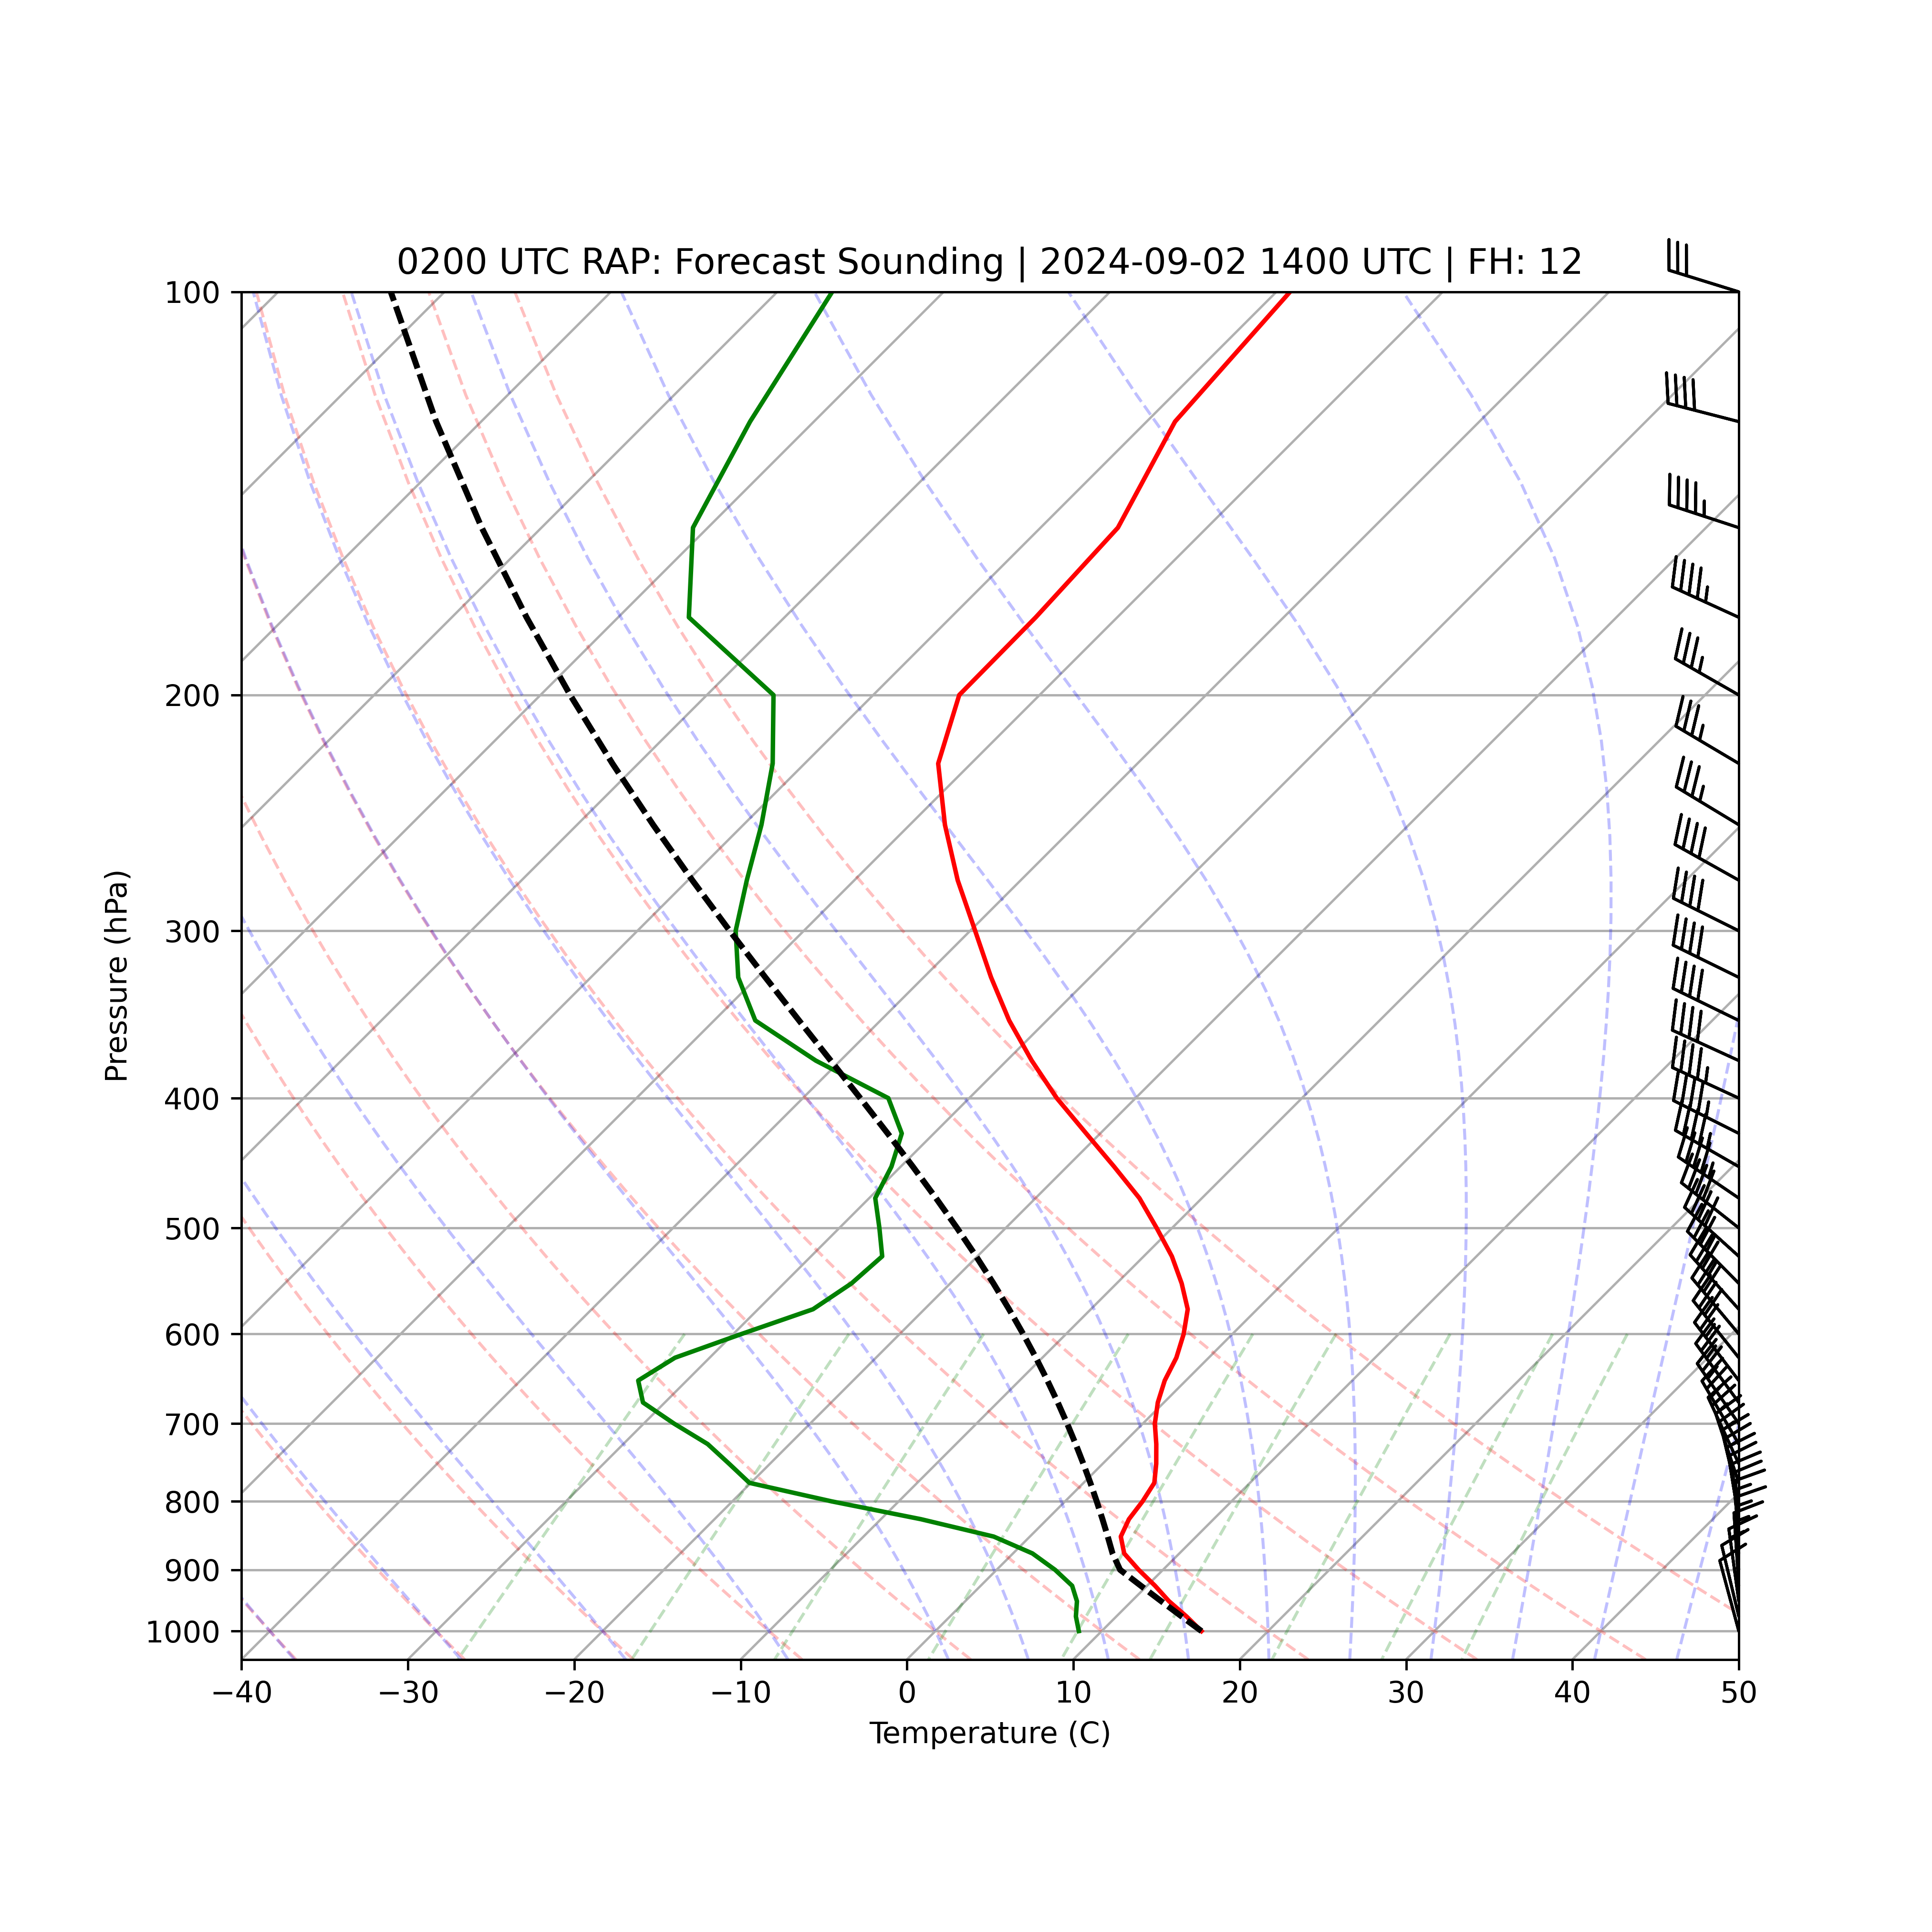 0200 UTC RAP: Forecast Sounding | 2024-09-02 1400 UTC | FH: 12
100
200
300
400
500
600
700
800
900
1000
Pressure (hPa)
−40 −30 −20 −10 0 10 20 30 40 50
Temperature (C)